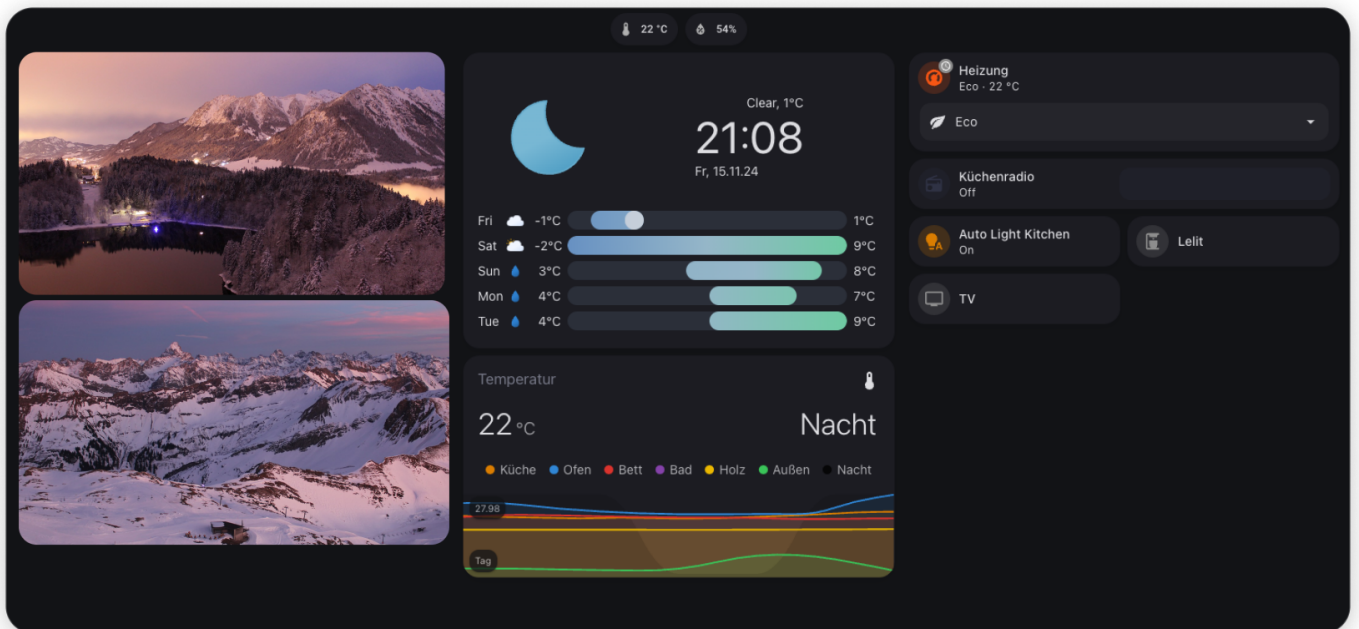 22 °C 54%
Clear, 1°C
21:08
Fr, 15.11.24
Fri -1°C 1°C
Sat -2°C 9°C
Sun 3°C 8°C
Mon 4°C 7°C
Tue 4°C 9°C
Temperatur
22 °C Nacht
Küche Ofen Bett Bad Holz Außen Nacht
27.98
Tag
Heizung
Eco · 22 °C
Eco
Küchenradio
Off
Auto Light Kitchen
On
Lelit
TV